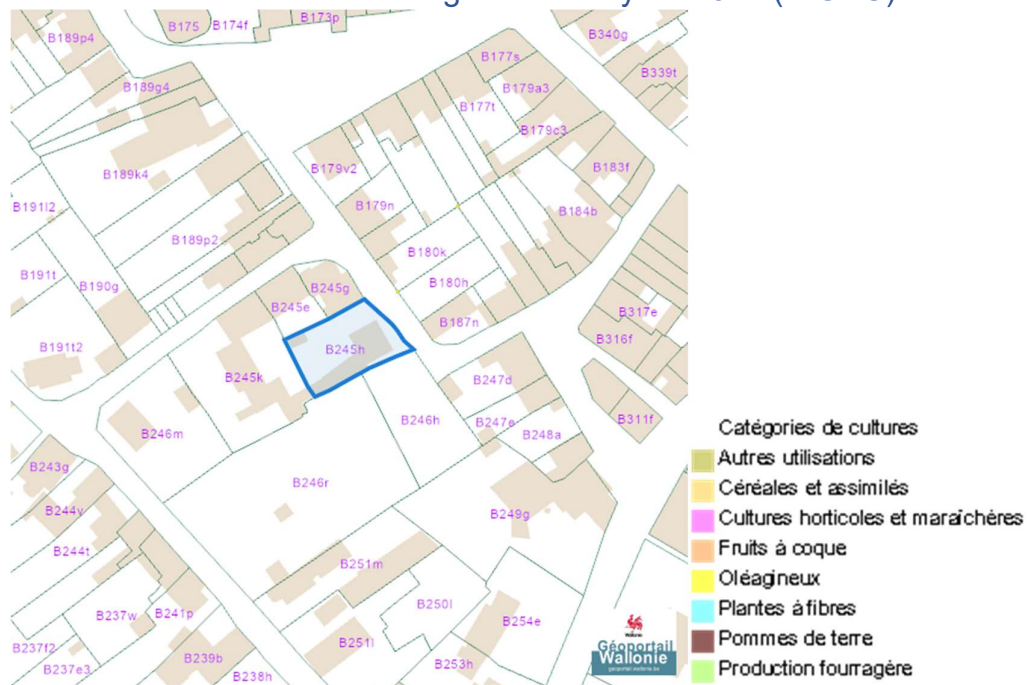 B175 B174f B173p
B189p4
B340g
B177s
B339t
B189g4
B179a3
B177t
B179c3
B189k4
B179v2
B183f
B191l2
B179n
B184b
B189p2
B180k
B191t
B190g
B245g
B180h
B245e
B317e
B187n
B316f
B191t2
B245h
B245k
B247d
B246h
B247e
B311f
B246m
B248a
Catégories de cultures
B243g
Autres utilisations
B246r
Céréales et assimilés
B244v
B249g
Cultures horticoles et maraîchères
B244t
Fruits à coque
B251m
Oléagineux
B250l
B237w B241p
Plantes à fibres
B254e
Wallonie
B237f2
B251l
Géoportail
Pommes de terre
B239b
Wallonie
B253h
B237e3
geoportail.wallonie.be
Production fourragère
B238h